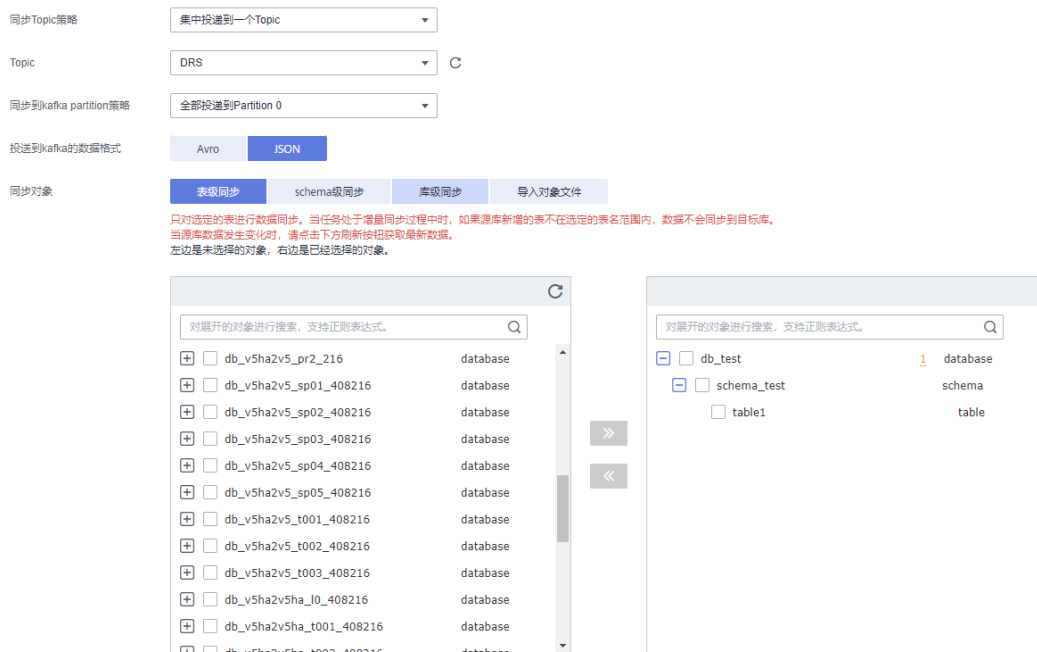 同步Topic策略 集中投递到一个Topic
Topic DRS
同步到kafka partition策略 全部投递到Partition 0
投送到kafka的数据格式 Avro JSON
同步对象 表级同步 schema级同步 库级同步 导入对象文件
只对选定的表进行数据同步。当任务处于增量同步过程中时，如果源库新增的表不在选定的表名范围内，数据不会同步到目标库。
当源库数据发生变化时，请点击下方刷新按钮获取最新数据。
左边是未选择的对象，右边是已经选择的对象。
对展开的对象进行搜索，支持正则表达式。
db_v5ha2v5_pr2_216 database
db_v5ha2v5_sp01_408216 database
db_v5ha2v5_sp02_408216 database
db_v5ha2v5_sp03_408216 database
db_v5ha2v5_sp04_408216 database
db_v5ha2v5_sp05_408216 database
db_v5ha2v5_t001_408216 database
db_v5ha2v5_t002_408216 database
db_v5ha2v5_t003_408216 database
db_v5ha2v5ha_l0_408216 database
db_v5ha2v5ha_t001_408216 database
对展开的对象进行搜索，支持正则表达式。
db_test 1 database
schema_test schema
table1 table